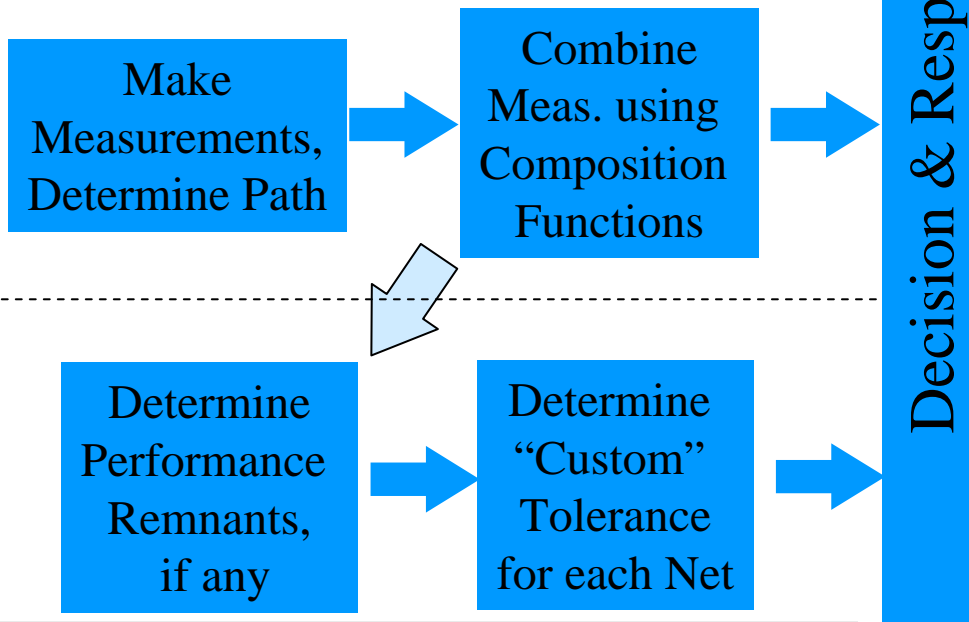 Make
Measurements,
Determine Path
Combine
Meas. using
Composition
Functions
Determine
Performance
Remnants,
if any
Determine
“Custom”
Tolerance
for each Net
Decision &